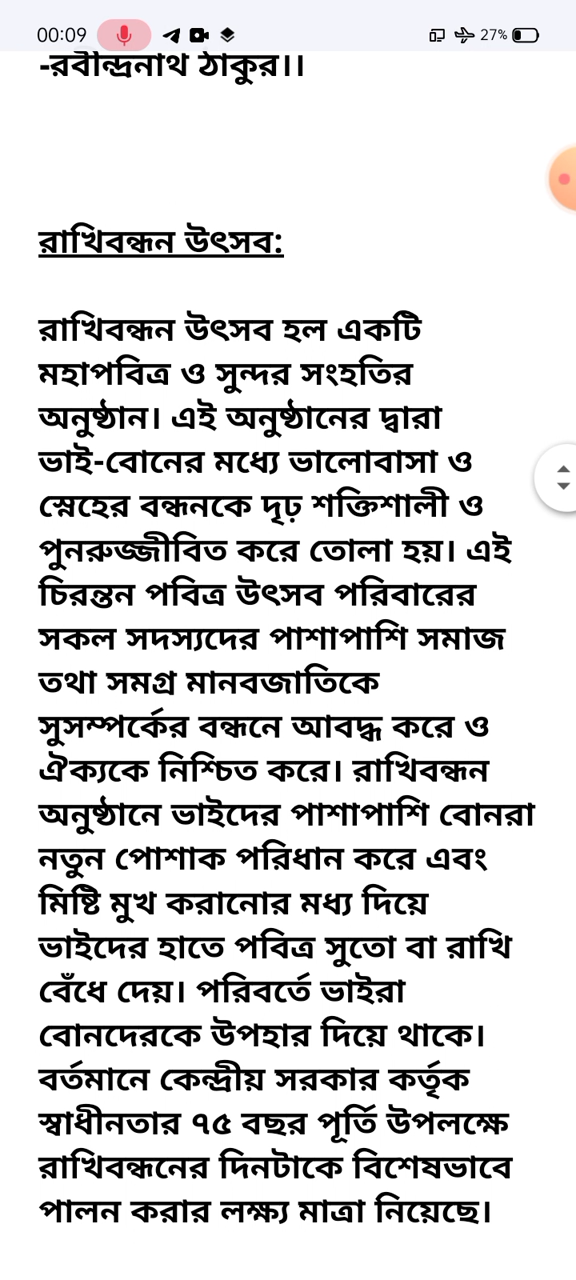 00:09
27%
-রবীন্দ্রনাথ ঠাকুর।।
রাখিবন্ধন উৎসব:
রাখিবন্ধন উৎসব হল একটি
মহাপবিত্র ও সুন্দর সংহতির
অনুষ্ঠান। এই অনুষ্ঠানের দ্বারা
ভাই-বোনের মধ্যে ভালোবাসা ও
স্নেহের বন্ধনকে দৃঢ় শক্তিশালী ও
পুনরুজ্জীবিত করে তোলা হয়। এই
চিরন্তন পবিত্র উৎসব পরিবারের
সকল সদস্যদের পাশাপাশি সমাজ
তথা সমগ্র মানবজাতিকে
সুসম্পর্কের বন্ধনে আবদ্ধ করে ও
ঐক্যকে নিশ্চিত করে। রাখিবন্ধন
অনুষ্ঠানে ভাইদের পাশাপাশি বোনরা
নতুন পোশাক পরিধান করে এবং
মিষ্টি মুখ করানোর মধ্য দিয়ে
ভাইদের হাতে পবিত্র সুতো বা রাখি
বেঁধে দেয়। পরিবর্তে ভাইরা
বোনদেরকে উপহার দিয়ে থাকে।
বর্তমানে কেন্দ্রীয় সরকার কর্তৃক
স্বাধীনতার ৭৫ বছর পূর্তি উপলক্ষে
রাখিবন্ধনের দিনটাকে বিশেষভাবে
পালন করার লক্ষ্য মাত্রা নিয়েছে।